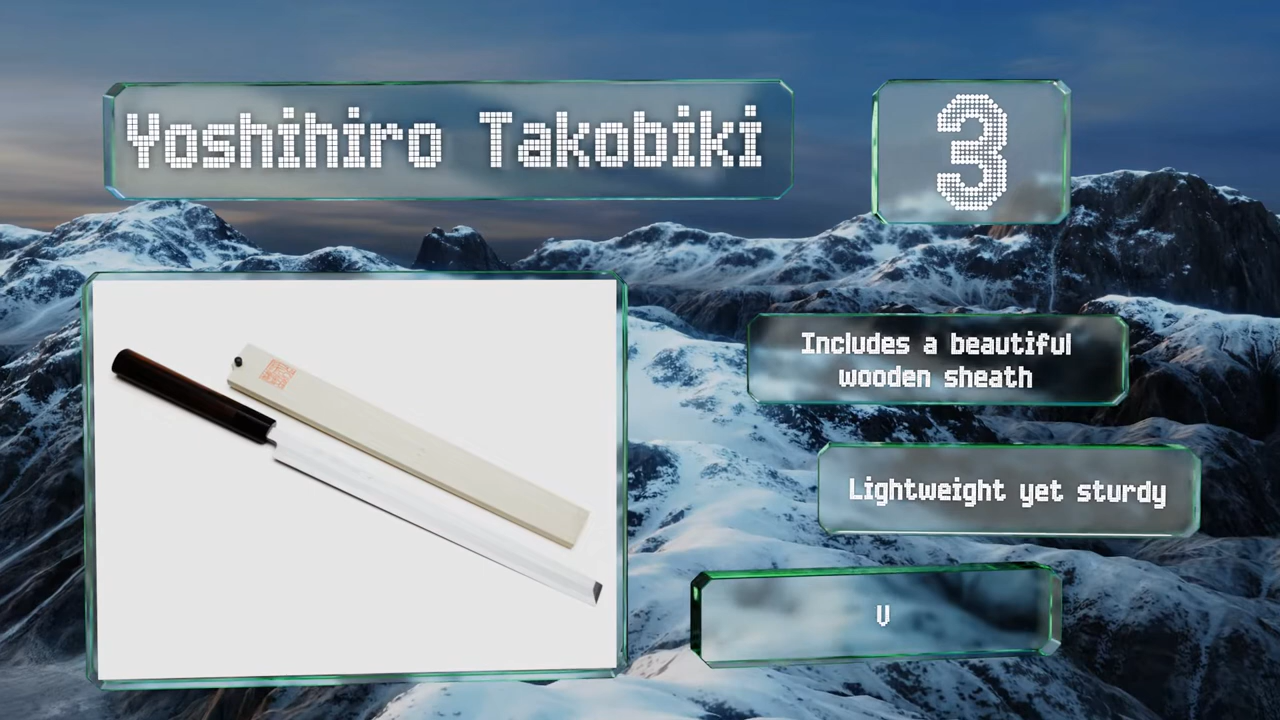 Yoshihiro Takobiki
3
Includes a beautiful
wooden sheath
Lightweight yet sturdy
V